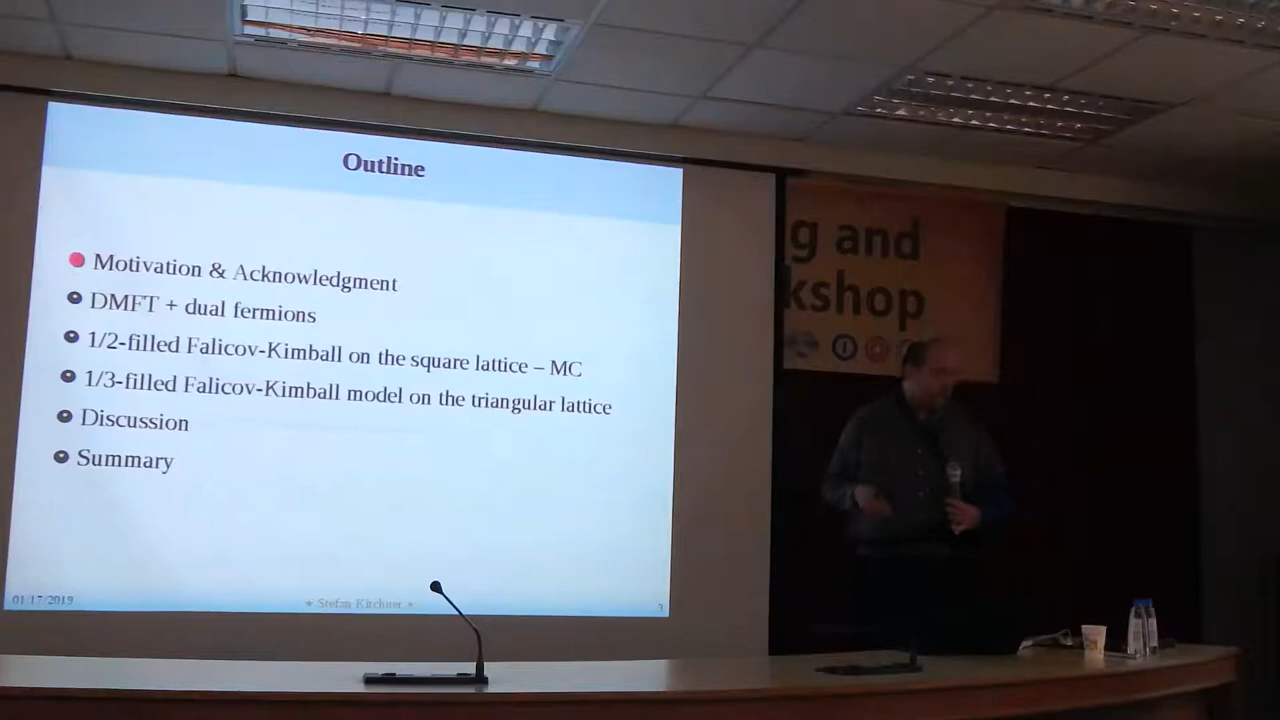 Outline
Motivation & Acknowledgment
DMFT + dual fermions
1/2-filled Falicov-Kimball on the square lattice – MC
1/3-filled Falicov-Kimball model on the triangular lattice
Discussion
Summary
01/17/2019
★ Stefan Kirchner ★
3
g and
kshop